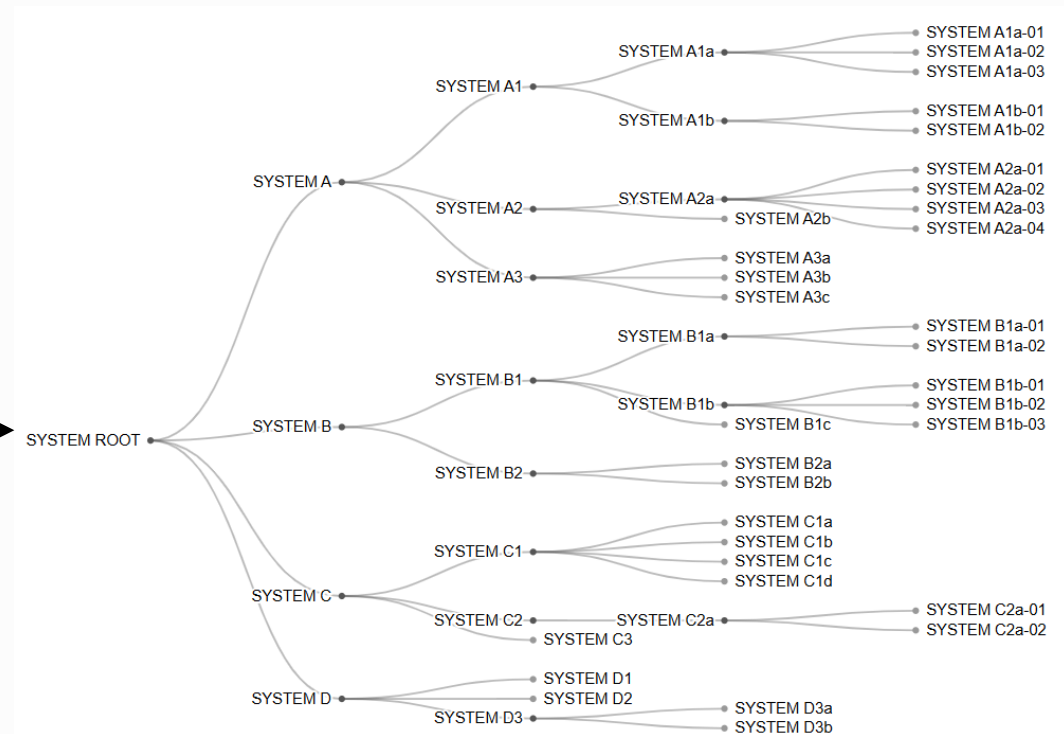 SYSTEM ROOT
SYSTEM A
SYSTEM A1
SYSTEM A1a
SYSTEM A1a-01
SYSTEM A1a-02
SYSTEM A1a-03
SYSTEM A1b
SYSTEM A1b-01
SYSTEM A1b-02
SYSTEM A2
SYSTEM A2a
SYSTEM A2a-01
SYSTEM A2a-02
SYSTEM A2a-03
SYSTEM A2a-04
SYSTEM A2b
SYSTEM A3
SYSTEM A3a
SYSTEM A3b
SYSTEM A3c
SYSTEM B
SYSTEM B1
SYSTEM B1a
SYSTEM B1a-01
SYSTEM B1a-02
SYSTEM B1b
SYSTEM B1b-01
SYSTEM B1b-02
SYSTEM B1b-03
SYSTEM B1c
SYSTEM B2
SYSTEM B2a
SYSTEM B2b
SYSTEM C
SYSTEM C1
SYSTEM C1a
SYSTEM C1b
SYSTEM C1c
SYSTEM C1d
SYSTEM C2
SYSTEM C2a
SYSTEM C2a-01
SYSTEM C2a-02
SYSTEM C3
SYSTEM D
SYSTEM D1
SYSTEM D2
SYSTEM D3
SYSTEM D3a
SYSTEM D3b